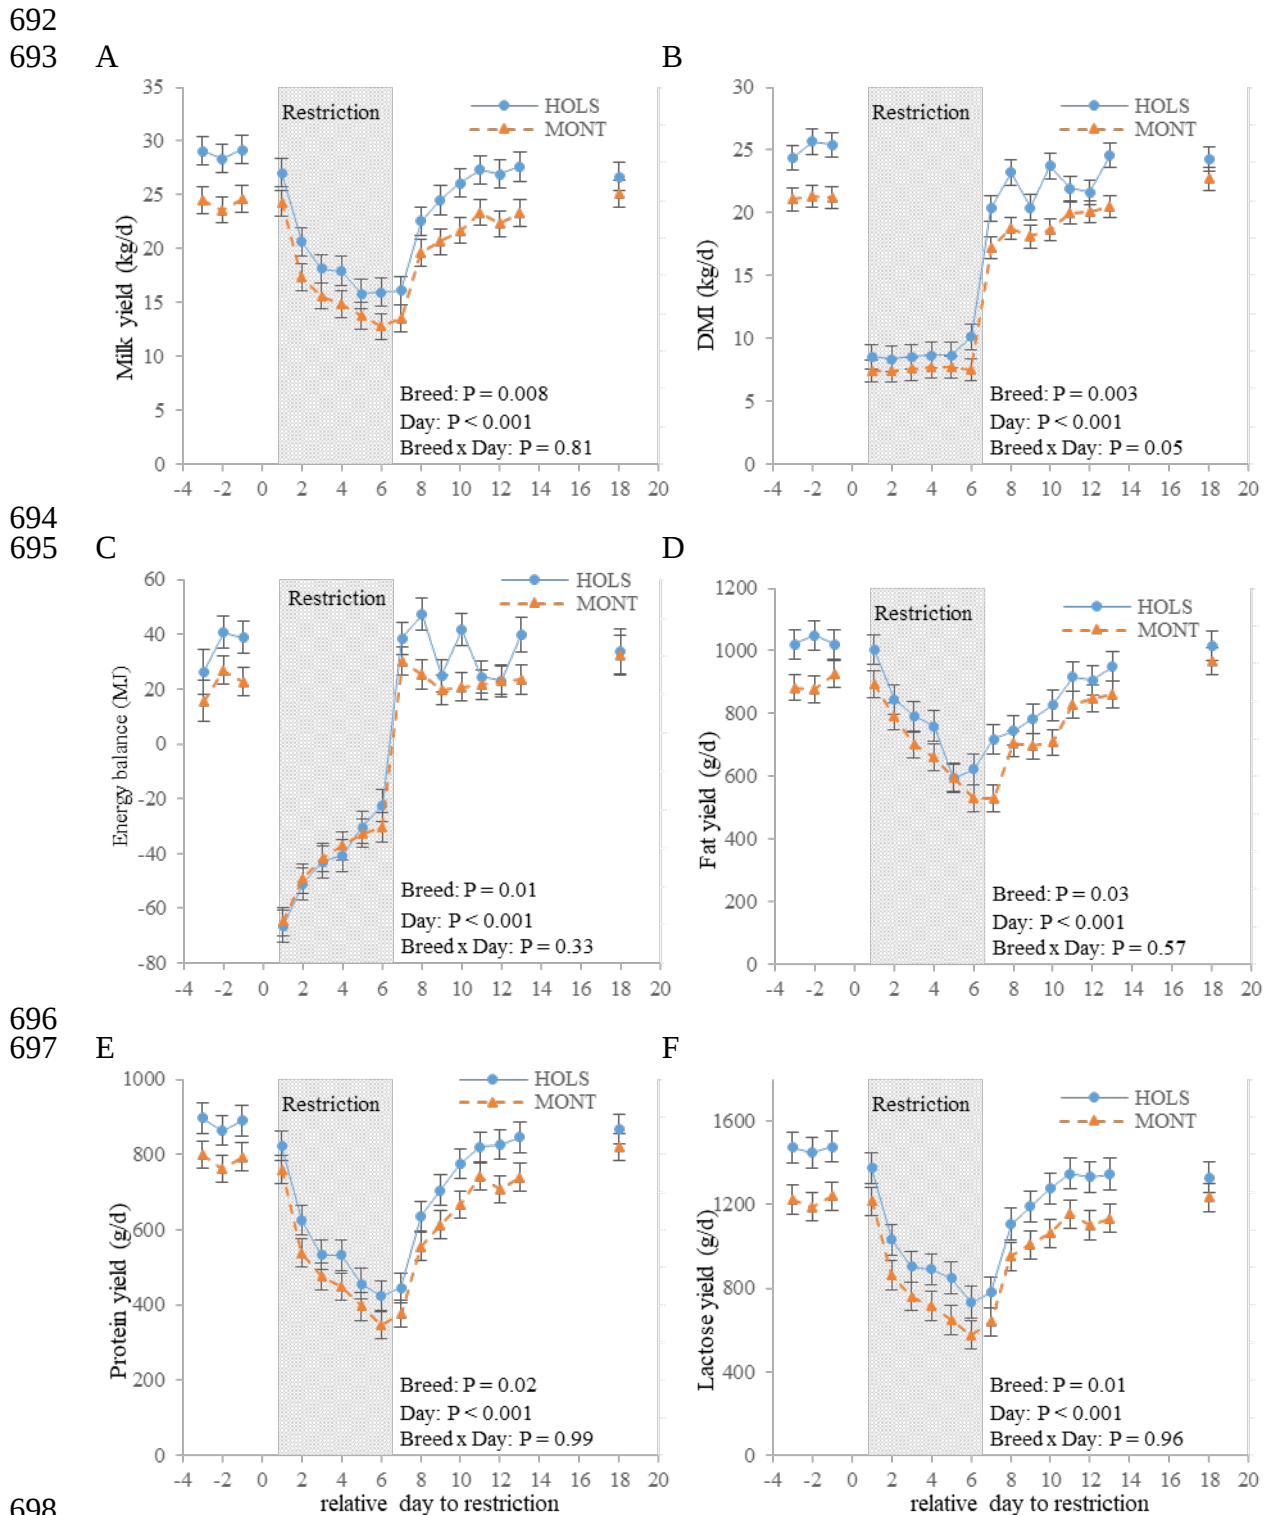 692
693 A B
35
30
25
20
15
10
5
0
Milk yield (kg/d)
Restriction
HOLS
MONT
Breed: P = 0.008
Day: P < 0.001
Breed x Day: P = 0.81
-4 -2 0 2 4 6 8 10 12 14 16 18 20
30
25
20
15
10
5
0
DMI (kg/d)
Restriction
HOLS
MONT
Breed: P = 0.003
Day: P < 0.001
Breed x Day: P = 0.05
-4 -2 0 2 4 6 8 10 12 14 16 18 20
694
695 C D
60
40
20
0
-20
-40
-60
-80
Energy balance (MJ)
Restriction
HOLS
MONT
Breed: P = 0.01
Day: P < 0.001
Breed x Day: P = 0.33
-4 -2 0 2 4 6 8 10 12 14 16 18 20
1200
1000
800
600
400
200
0
Fat yield (g/d)
Restriction
HOLS
MONT
Breed: P = 0.03
Day: P < 0.001
Breed x Day: P = 0.57
-4 -2 0 2 4 6 8 10 12 14 16 18 20
696
697 E F
1000
800
600
400
200
0
Protein yield (g/d)
Restriction
HOLS
MONT
Breed: P = 0.02
Day: P < 0.001
Breed x Day: P = 0.99
-4 -2 0 2 4 6 8 10 12 14 16 18 20
relative day to restriction
1600
1200
800
400
0
Lactose yield (g/d)
Restriction
HOLS
MONT
Breed: P = 0.01
Day: P < 0.001
Breed x Day: P = 0.96
-4 -2 0 2 4 6 8 10 12 14 16 18 20
relative day to restriction
698